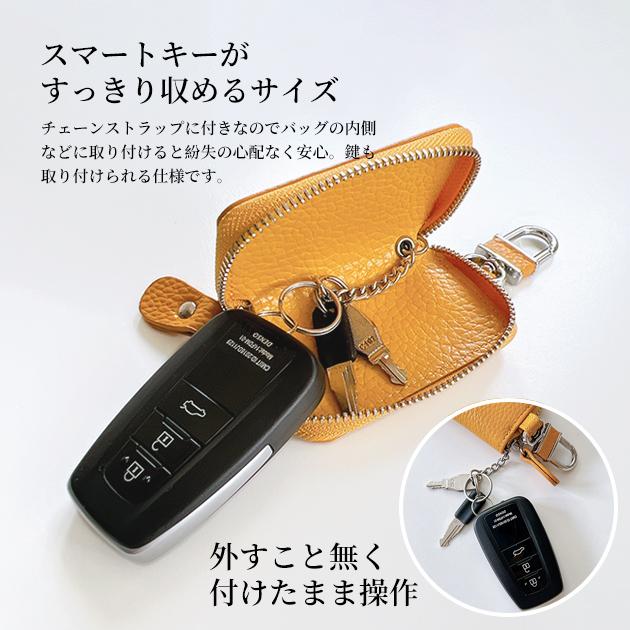 スマートキーが
すっきり収めるサイズ
チェーンストラップに付きなのでバッグの内側
などに取り付けると紛失の心配なく安心。鍵も
取り付けられる仕様です。
DENSO
外すこと無く
付けたまま操作